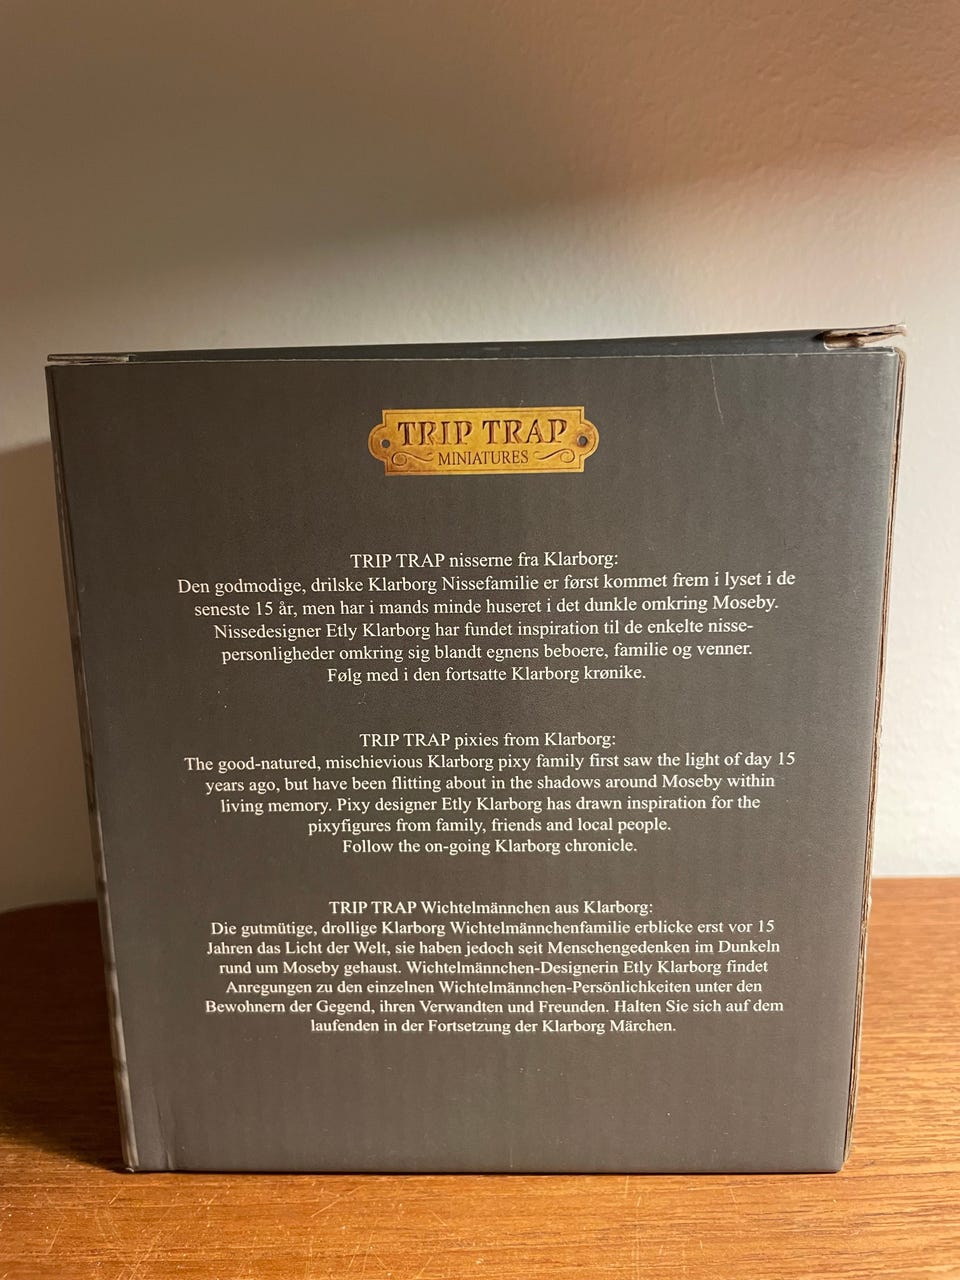 TRIP TRAP
MINIATURES
TRIP TRAP nisserne fra Klarborg:
Den godmodige, drilske Klarborg Nissefamilie er først kommet frem i lyset i de
seneste 15 år, men har i mands minde huseret i det dunkle omkring Moseby.
Nissedesigner Etly Klarborg har fundet inspiration til de enkelte nisse-
personligheder omkring sig blandt egnens beboere, familie og venner.
Følg med i den fortsatte Klarborg krønike.
TRIP TRAP pixies from Klarborg:
The good-natured, mischievious Klarborg pixy family first saw the light of day 15
years ago, but have been flitting about in the shadows around Moseby within
living memory. Pixy designer Etly Klarborg has drawn inspiration for the
pixyfigures from family, friends and local people.
Follow the on-going Klarborg chronicle.
TRIP TRAP Wichtelmännchen aus Klarborg:
Die gutmütige, drollige Klarborg Wichtelmännchenfamilie erblicke erst vor 15
Jahren das Licht der Welt, sie haben jedoch seit Menschengedenken im Dunkeln
rund um Moseby gehaust. Wichtelmännchen-Designerin Etly Klarborg findet
Anregungen zu den einzelnen Wichtelmännchen-Persönlichkeiten unter den
Bewohnern der Gegend, ihren Verwandten und Freunden. Halten Sie sich auf dem
laufenden in der Fortsetzung der Klarborg Märchen.